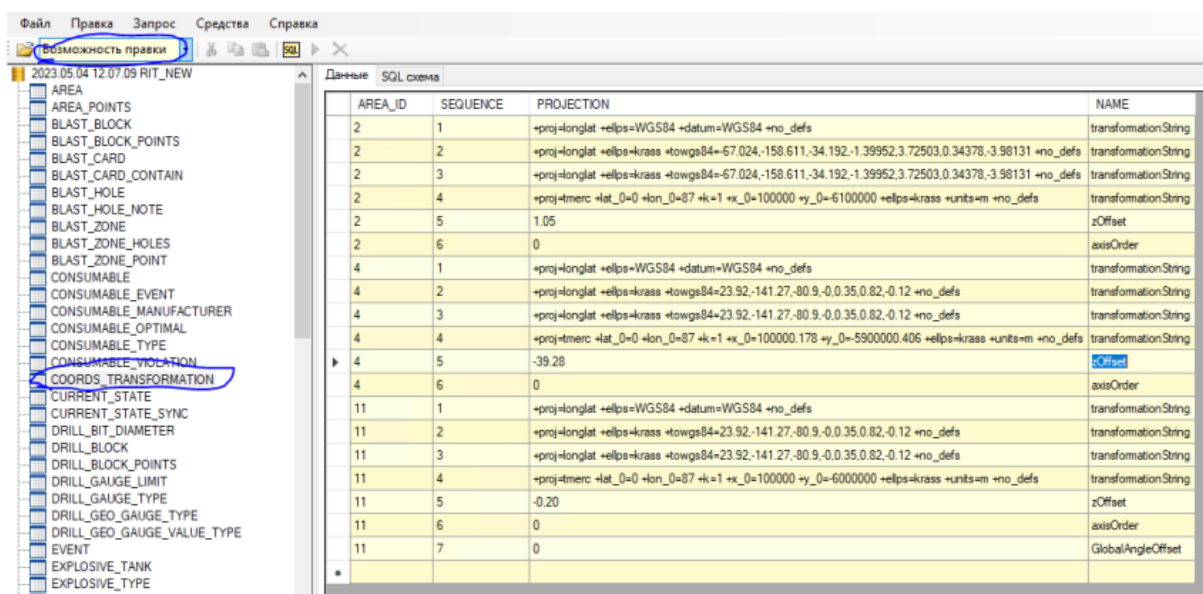 Файл Правка Запрос Средства Справка
Возможность правки SQL
2023.05.04 12.07.09 RIT_NEW
AREA
AREA_POINTS
BLAST_BLOCK
BLAST_BLOCK_POINTS
BLAST_CARD
BLAST_CARD_CONTAIN
BLAST_HOLE
BLAST_HOLE_NOTE
BLAST_ZONE
BLAST_ZONE_HOLES
BLAST_ZONE_POINT
CONSUMABLE
CONSUMABLE_EVENT
CONSUMABLE_MANUFACTURER
CONSUMABLE_OPTIMAL
CONSUMABLE_TYPE
CONSUMABLE_VIOLATION
COORDS_TRANSFORMATION
CURRENT_STATE
CURRENT_STATE_SYNC
DRILL_BIT_DIAMETER
DRILL_BLOCK
DRILL_BLOCK_POINTS
DRILL_GAUGE_LIMIT
DRILL_GAUGE_TYPE
DRILL_GEO_GAUGE_TYPE
DRILL_GEO_GAUGE_VALUE_TYPE
EVENT
EXPLOSIVE_TANK
EXPLOSIVE_TYPE
Данные SQL схема
AREA_ID SEQUENCE PROJECTION NAME
2 1 +proj=longlat +ellps=WGS84 +datum=WGS84 +no_defs transformationString
2 2 +proj=longlat +ellps=krass +towgs84=-67.024,-158.611,-34.192,-1.39952,3.72503,0.34378,-3.98131 +no_defs transformationString
2 3 +proj=longlat +ellps=krass +towgs84=-67.024,-158.611,-34.192,-1.39952,3.72503,0.34378,-3.98131 +no_defs transformationString
2 4 +proj=tmerc +lat_0=0 +lon_0=87 +k=1 +x_0=100000 +y_0=-6100000 +ellps=krass +units=m +no_defs transformationString
2 5 1.05 zOffset
2 6 0 axisOrder
4 1 +proj=longlat +ellps=WGS84 +datum=WGS84 +no_defs transformationString
4 2 +proj=longlat +ellps=krass +towgs84=23.92,-141.27,-80.9,-0,0.35,0.82,-0.12 +no_defs transformationString
4 3 +proj=longlat +ellps=krass +towgs84=23.92,-141.27,-80.9,-0,0.35,0.82,-0.12 +no_defs transformationString
4 4 +proj=tmerc +lat_0=0 +lon_0=87 +k=1 +x_0=100000.178 +y_0=-5900000.406 +ellps=krass +units=m +no_defs transformationString
4 5 -39.28 zOffset
4 6 0 axisOrder
11 1 +proj=longlat +ellps=WGS84 +datum=WGS84 +no_defs transformationString
11 2 +proj=longlat +ellps=krass +towgs84=23.92,-141.27,-80.9,-0,0.35,0.82,-0.12 +no_defs transformationString
11 3 +proj=longlat +ellps=krass +towgs84=23.92,-141.27,-80.9,-0,0.35,0.82,-0.12 +no_defs transformationString
11 4 +proj=tmerc +lat_0=0 +lon_0=87 +k=1 +x_0=100000 +y_0=-6000000 +ellps=krass +units=m +no_defs transformationString
11 5 -0.20 zOffset
11 6 0 axisOrder
11 7 0 GlobalAngleOffset